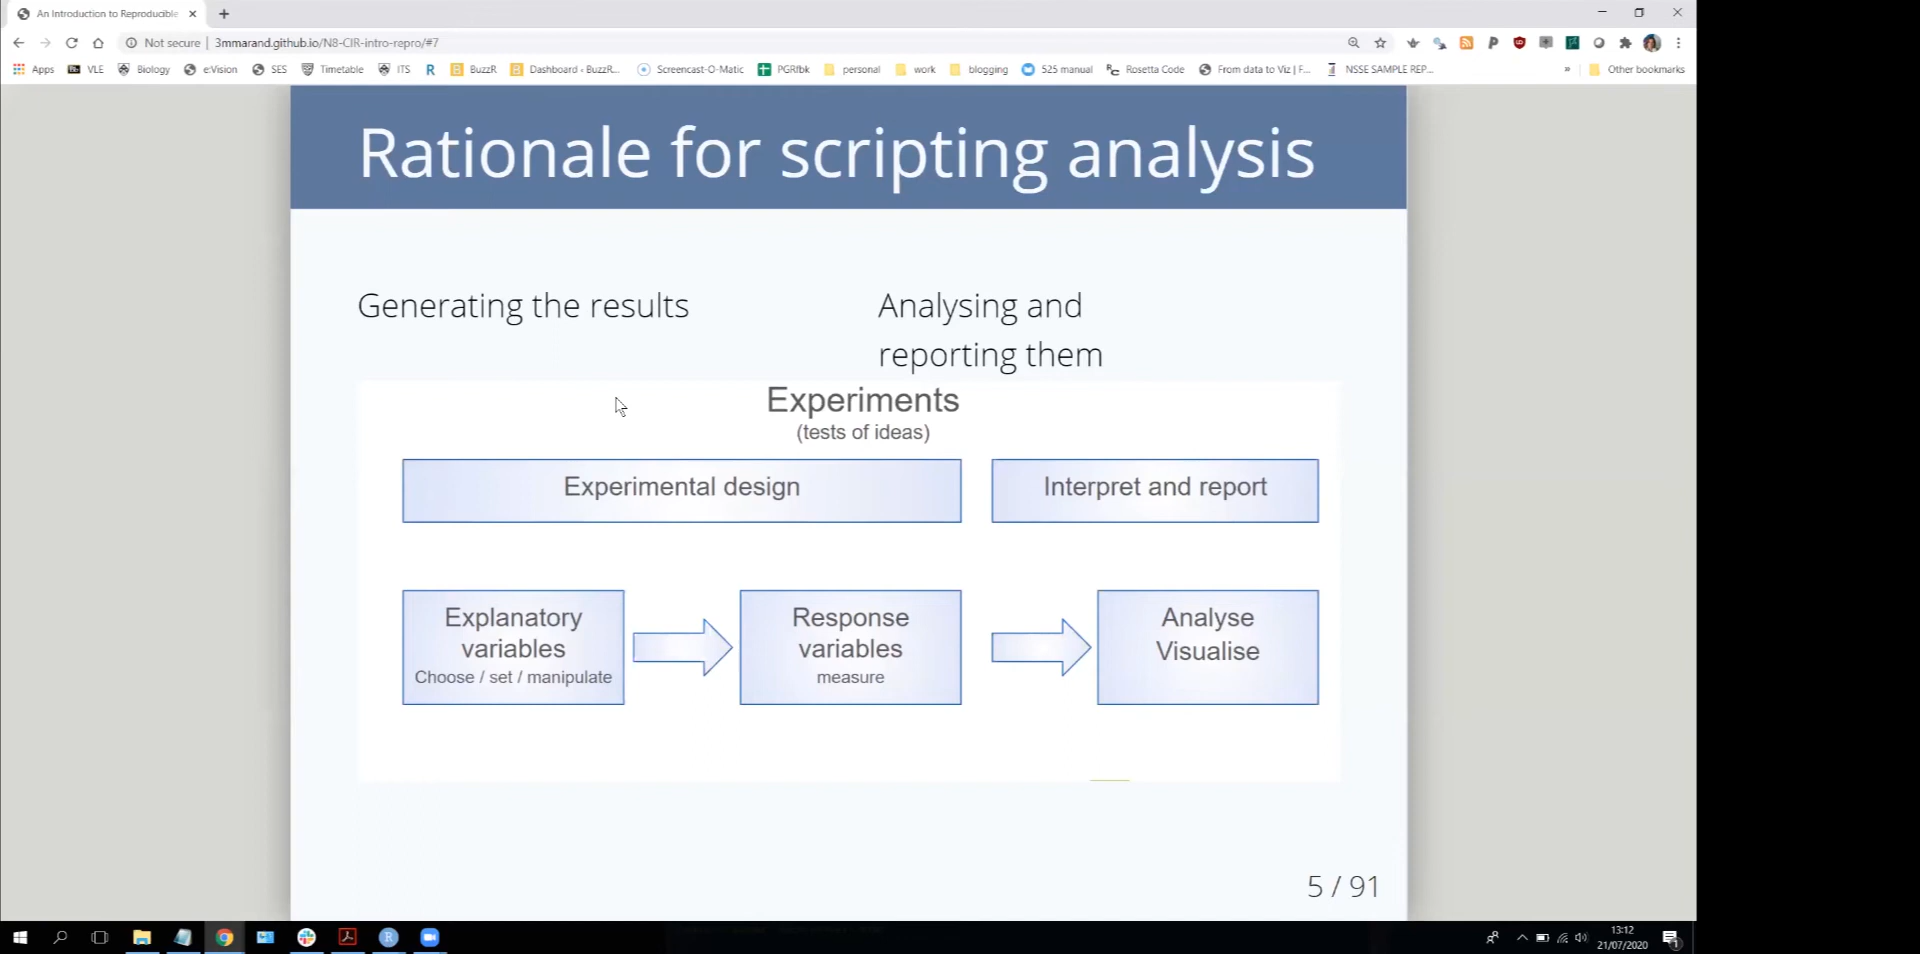 An Introduction to Reproducible
Not secure | 3mmarand.github.io/N8-CIR-intro-repro/#7
Apps VLE Biology e:Vision SES Timetable ITS BuzzR Dashboard ‹ BuzzR... Screencast-O-Matic PGRfbk personal work blogging 525 manual Rosetta Code From data to Viz | F... NSSE SAMPLE REP... » Other bookmarks
Rationale for scripting analysis
Generating the results
Analysing and
reporting them
Experiments
(tests of ideas)
Experimental design
Interpret and report
Explanatory
variables
Choose / set / manipulate
Response
variables
measure
Analyse
Visualise
5 / 91
13:12
21/07/2020